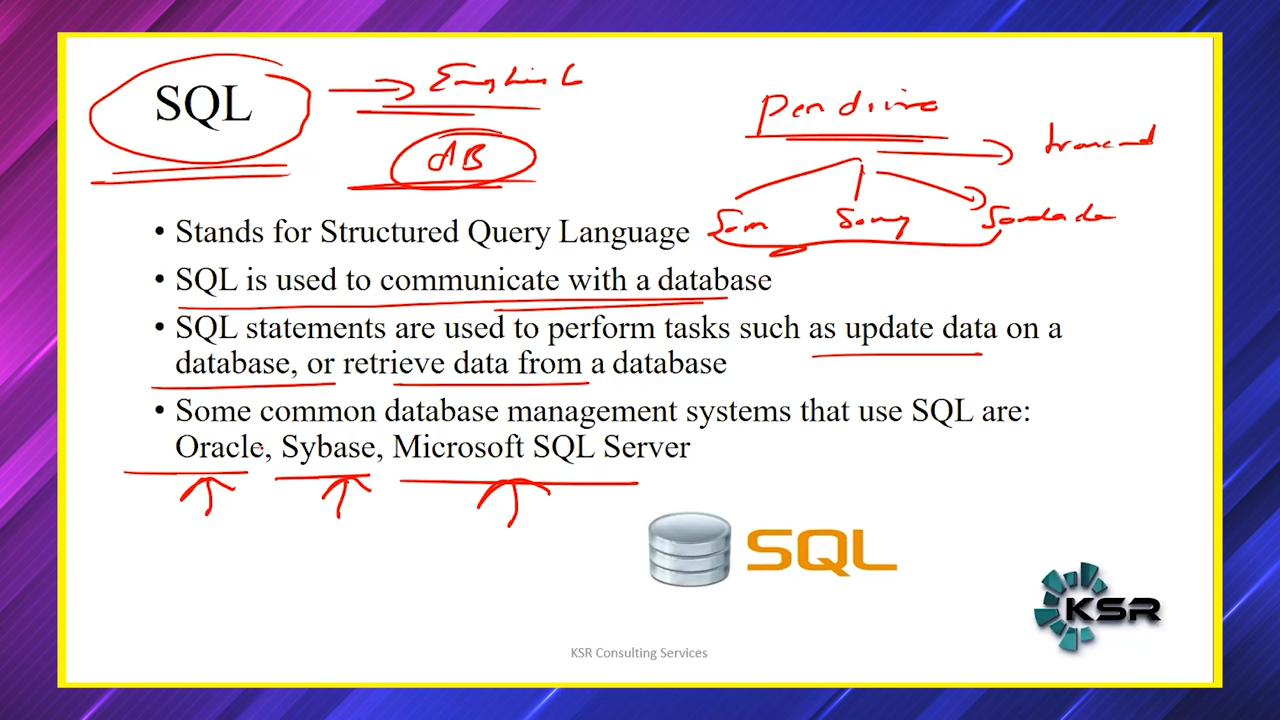 SQL
English
DB
Pendrive
Sony
• Stands for Structured Query Language
• SQL is used to communicate with a database
• SQL statements are used to perform tasks such as update data on a
database, or retrieve data from a database
• Some common database management systems that use SQL are:
Oracle, Sybase, Microsoft SQL Server
SQL
KSR
KSR Consulting Services